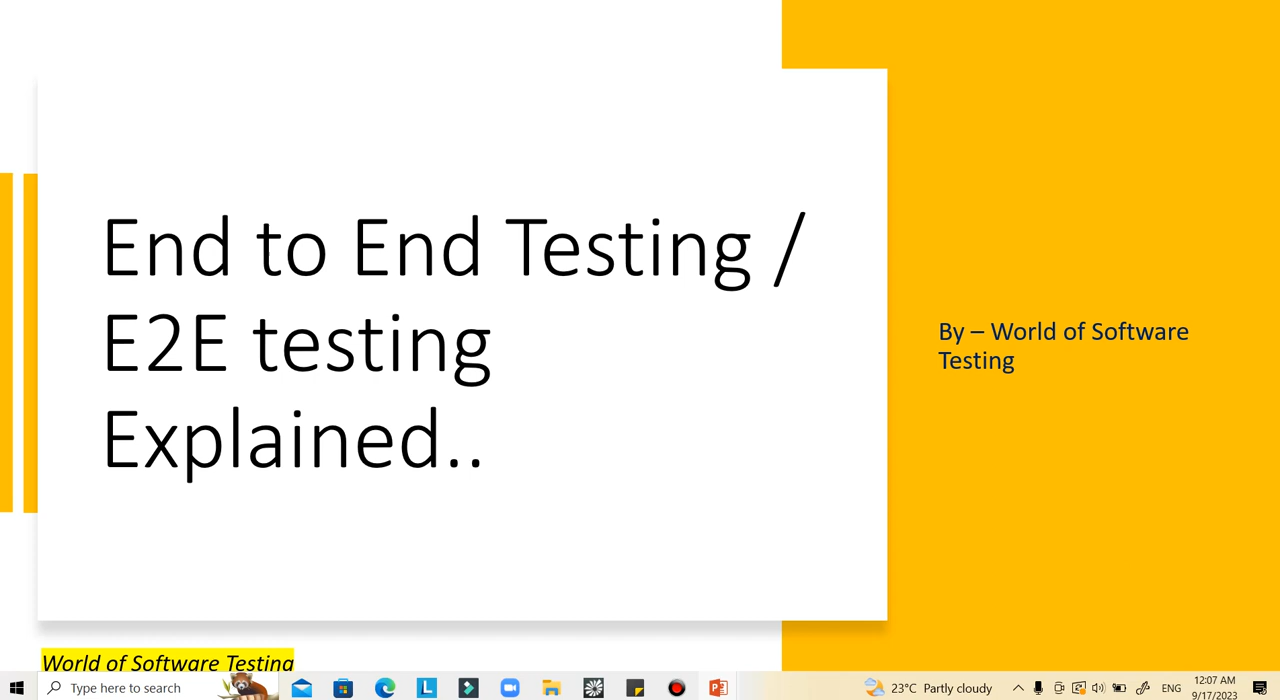 End to End Testing /
E2E testing
Explained..
By – World of Software
Testing
World of Software Testing
Type here to search
23°C Partly cloudy
ENG
12:07 AM
9/17/2023